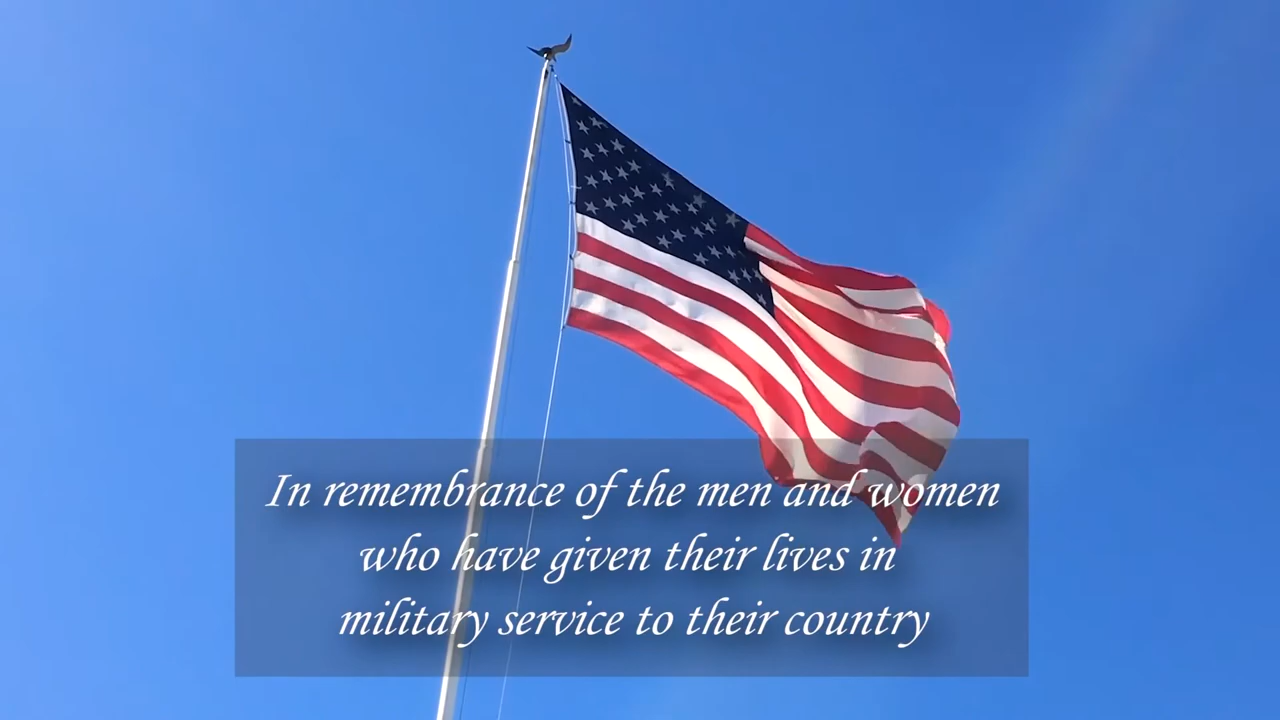 In remembrance of the men and women
who have given their lives in
military service to their country